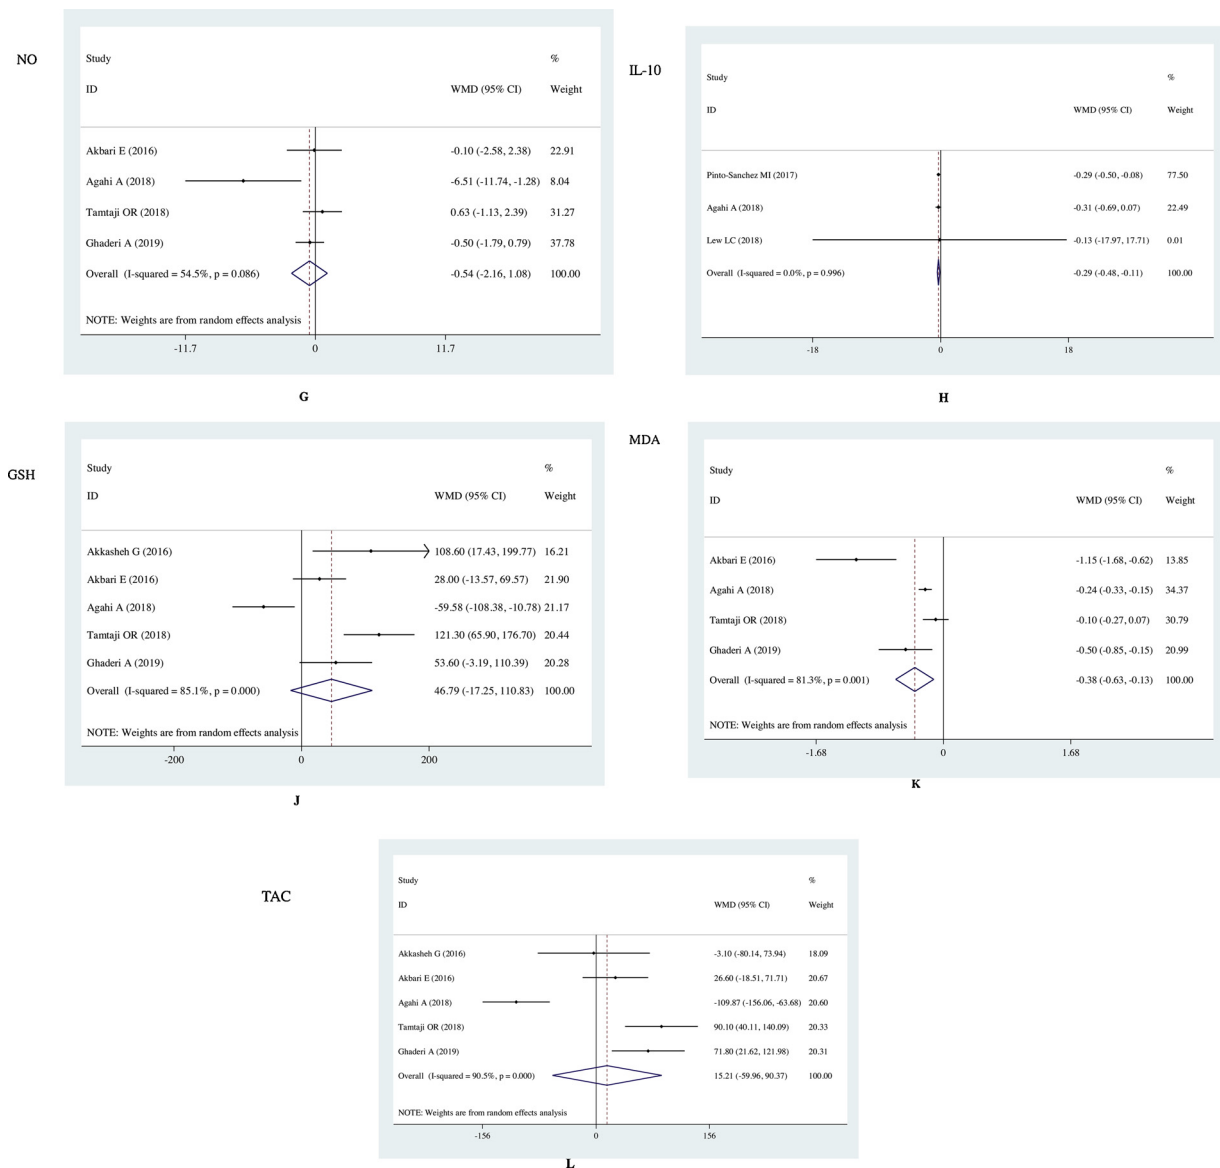 NO
Study %
ID WMD (95% CI) Weight
Akbari E (2016) -0.10 (-2.58, 2.38) 22.91
Agahi A (2018) -6.51 (-11.74, -1.28) 8.04
Tamtaji OR (2018) 0.63 (-1.13, 2.39) 31.27
Ghaderi A (2019) -0.50 (-1.79, 0.79) 37.78
Overall (I-squared = 54.5%, p = 0.086) -0.54 (-2.16, 1.08) 100.00
NOTE: Weights are from random effects analysis
-11.7 0 11.7
G
IL-10
Study %
ID WMD (95% CI) Weight
Pinto-Sanchez MI (2017) -0.29 (-0.50, -0.08) 77.50
Agahi A (2018) -0.31 (-0.69, 0.07) 22.49
Lew LC (2018) -0.13 (-17.97, 17.71) 0.01
Overall (I-squared = 0.0%, p = 0.996) -0.29 (-0.48, -0.11) 100.00
-18 0 18
H
GSH
Study %
ID WMD (95% CI) Weight
Akkasheh G (2016) 108.60 (17.43, 199.77) 16.21
Akbari E (2016) 28.00 (-13.57, 69.57) 21.90
Agahi A (2018) -59.58 (-108.38, -10.78) 21.17
Tamtaji OR (2018) 121.30 (65.90, 176.70) 20.44
Ghaderi A (2019) 53.60 (-3.19, 110.39) 20.28
Overall (I-squared = 85.1%, p = 0.000) 46.79 (-17.25, 110.83) 100.00
NOTE: Weights are from random effects analysis
-200 0 200
J
MDA
Study %
ID WMD (95% CI) Weight
Akbari E (2016) -1.15 (-1.68, -0.62) 13.85
Agahi A (2018) -0.24 (-0.33, -0.15) 34.37
Tamtaji OR (2018) -0.10 (-0.27, 0.07) 30.79
Ghaderi A (2019) -0.50 (-0.85, -0.15) 20.99
Overall (I-squared = 81.3%, p = 0.001) -0.38 (-0.63, -0.13) 100.00
NOTE: Weights are from random effects analysis
-1.68 0 1.68
K
TAC
Study %
ID WMD (95% CI) Weight
Akkasheh G (2016) -3.10 (-80.14, 73.94) 18.09
Akbari E (2016) 26.60 (-18.51, 71.71) 20.67
Agahi A (2018) -109.87 (-156.06, -63.68) 20.60
Tamtaji OR (2018) 90.10 (40.11, 140.09) 20.33
Ghaderi A (2019) 71.80 (21.62, 121.98) 20.31
Overall (I-squared = 90.5%, p = 0.000) 15.21 (-59.96, 90.37) 100.00
NOTE: Weights are from random effects analysis
-156 0 156
L